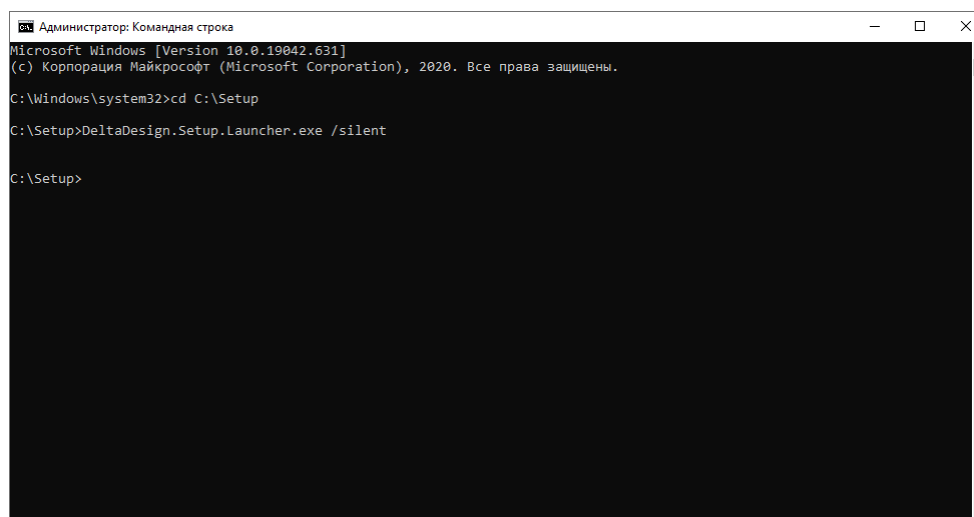 Администратор: Командная строка
Microsoft Windows [Version 10.0.19042.631]
(c) Корпорация Майкрософт (Microsoft Corporation), 2020. Все права защищены.
C:\Windows\system32>cd C:\Setup
C:\Setup>DeltaDesign.Setup.Launcher.exe /silent
C:\Setup>